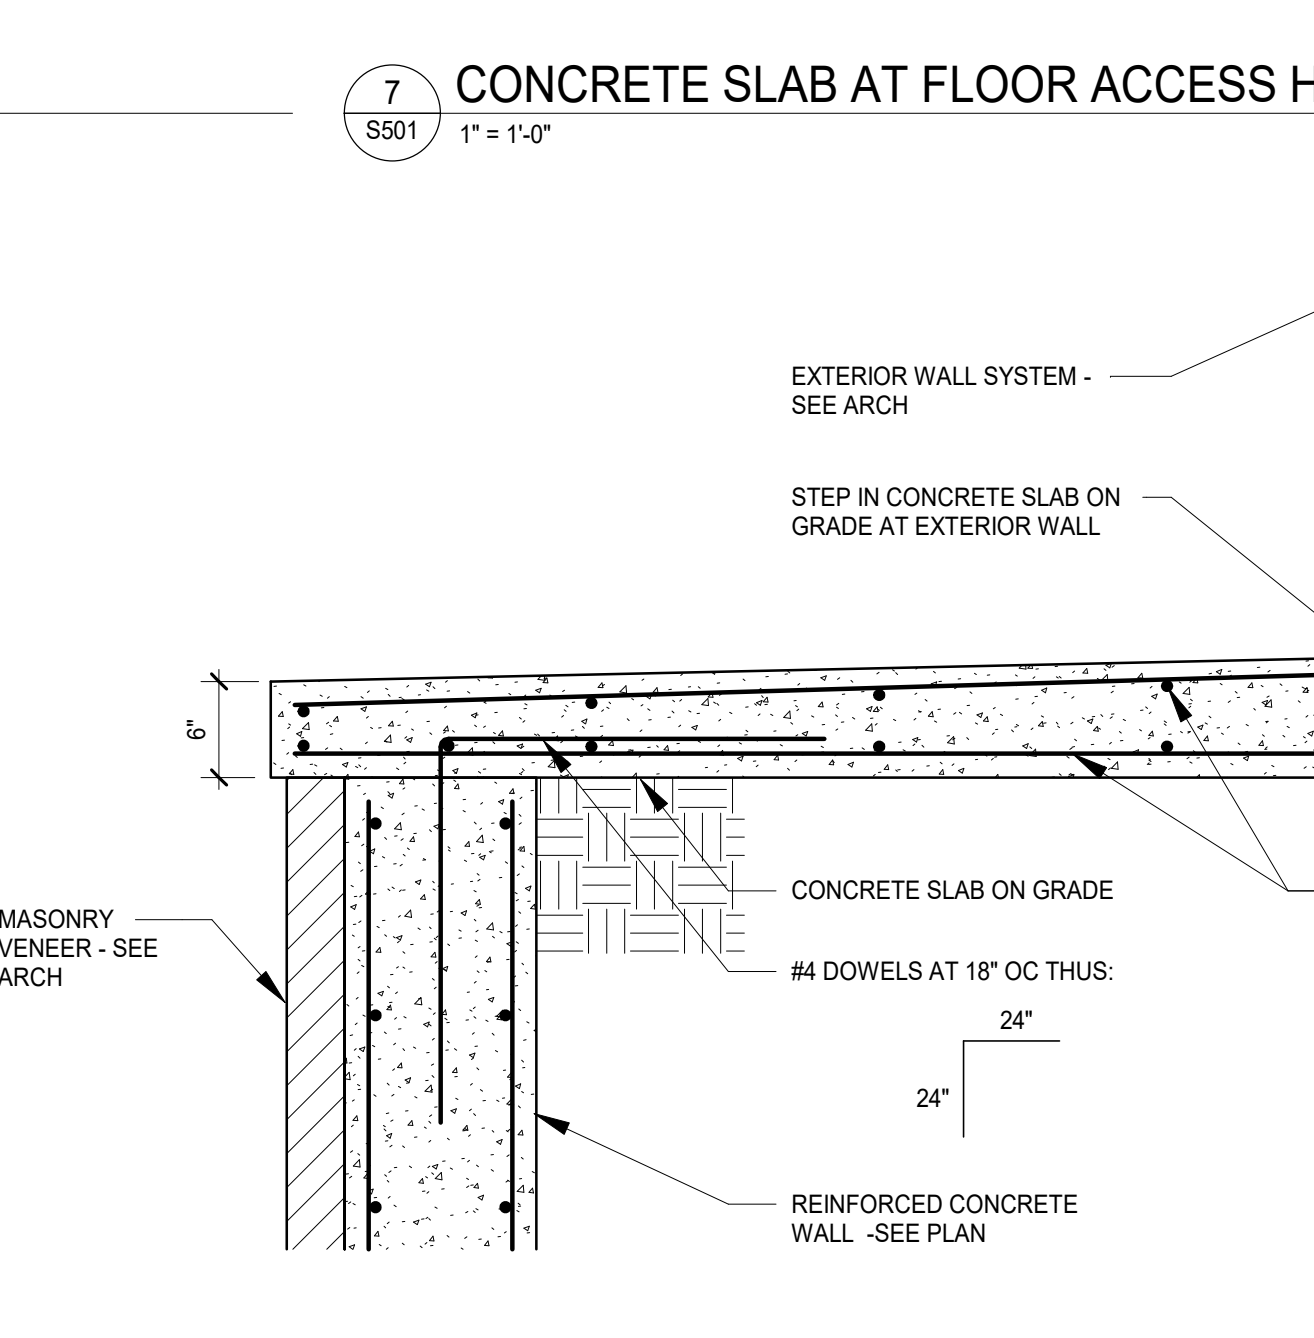 7
S501
CONCRETE SLAB AT FLOOR ACCESS
1" = 1'-0"
EXTERIOR WALL SYSTEM -
SEE ARCH
STEP IN CONCRETE SLAB ON
GRADE AT EXTERIOR WALL
6"
CONCRETE SLAB ON GRADE
MASONRY
VENEER - SEE
ARCH
#4 DOWELS AT 18" OC THUS:
24"
24"
REINFORCED CONCRETE
WALL -SEE PLAN